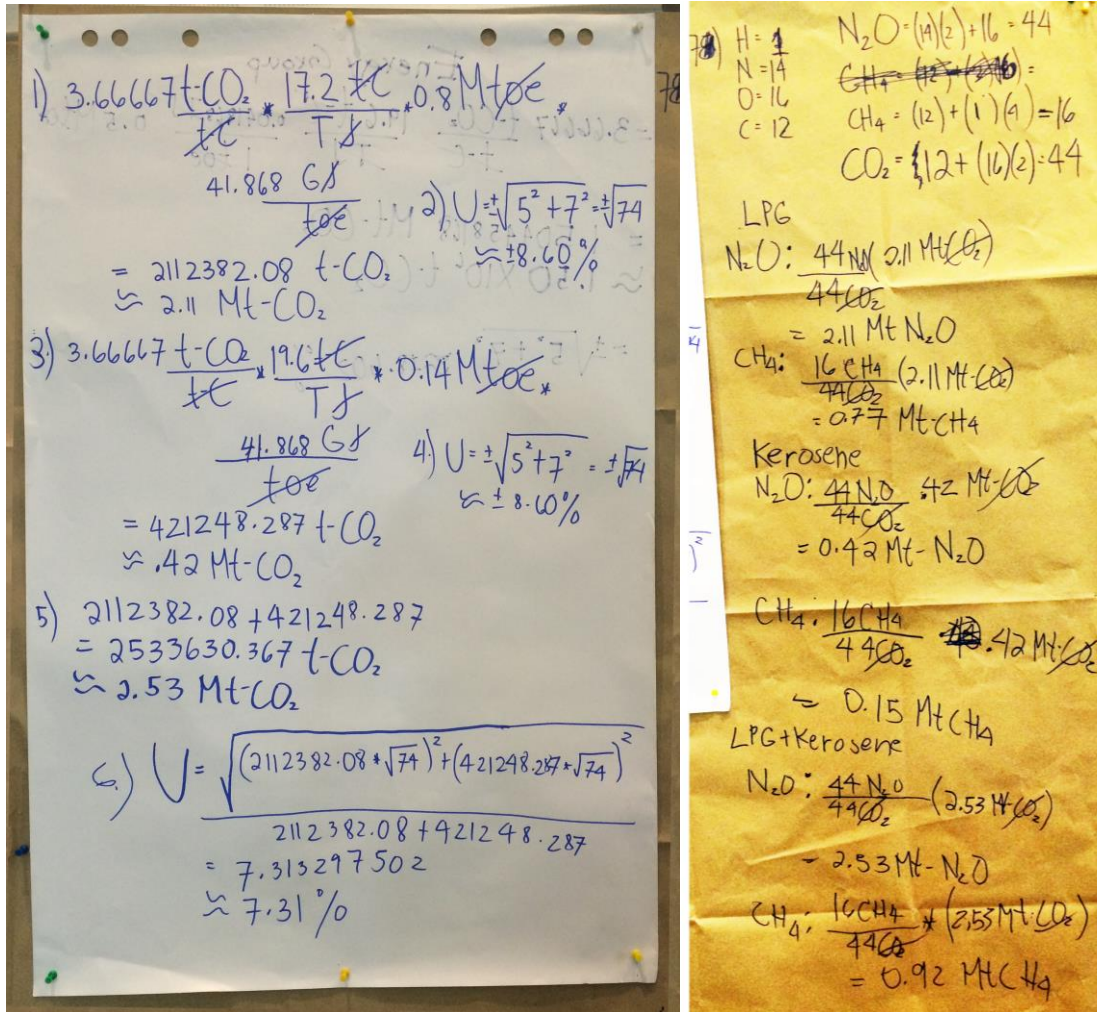 1) 3.66667 t-CO₂ / tC * 17.2 tC / TJ * 0.8 Mtoe *
41.868 GJ / toe
= 2112382.08 t-CO₂
≈ 2.11 Mt-CO₂
2) U = ±√5² + 7² = ±√74
≈ ±8.60%
3.) 3.66667 t-CO₂ / tC * 19.6 tC / TJ * 0.14 Mtoe *
41.868 GJ / toe
= 421248.287 t-CO₂
≈ .42 Mt-CO₂
4.) U = ±√5² + 7² = ±√74
≈ ±8.60%
5) 2112382.08 + 421248.287
= 2533630.367 t-CO₂
≈ 2.53 Mt-CO₂
6.) U = √(2112382.08 * √74)² + (421248.287 * √74)² / 2112382.08 + 421248.287
= 7.313297502
≈ 7.31%
H = 1
N = 14
O = 16
C = 12
N₂O = (14)(2) + 16 = 44
CH₄ = (12) + (1)(4) = 16
CO₂ = 12 + (16)(2) = 44
LPG
N₂O: 44 N₂O / 44 CO₂ (2.11 Mt-CO₂)
= 2.11 Mt N₂O
CH₄: 16 CH₄ / 44 CO₂ (2.11 Mt-CO₂)
= 0.77 Mt-CH₄
Kerosene
N₂O: 44 N₂O / 44 CO₂ .42 Mt-CO₂
= 0.42 Mt-N₂O
CH₄: 16 CH₄ / 44 CO₂ · .42 Mt-CO₂
≈ 0.15 Mt CH₄
LPG + Kerosene
N₂O: 44 N₂O / 44 CO₂ (2.53 Mt-CO₂)
= 2.53 Mt-N₂O
CH₄: 16 CH₄ / 44 CO₂ * (2.53 Mt-CO₂)
= 0.92 Mt CH₄